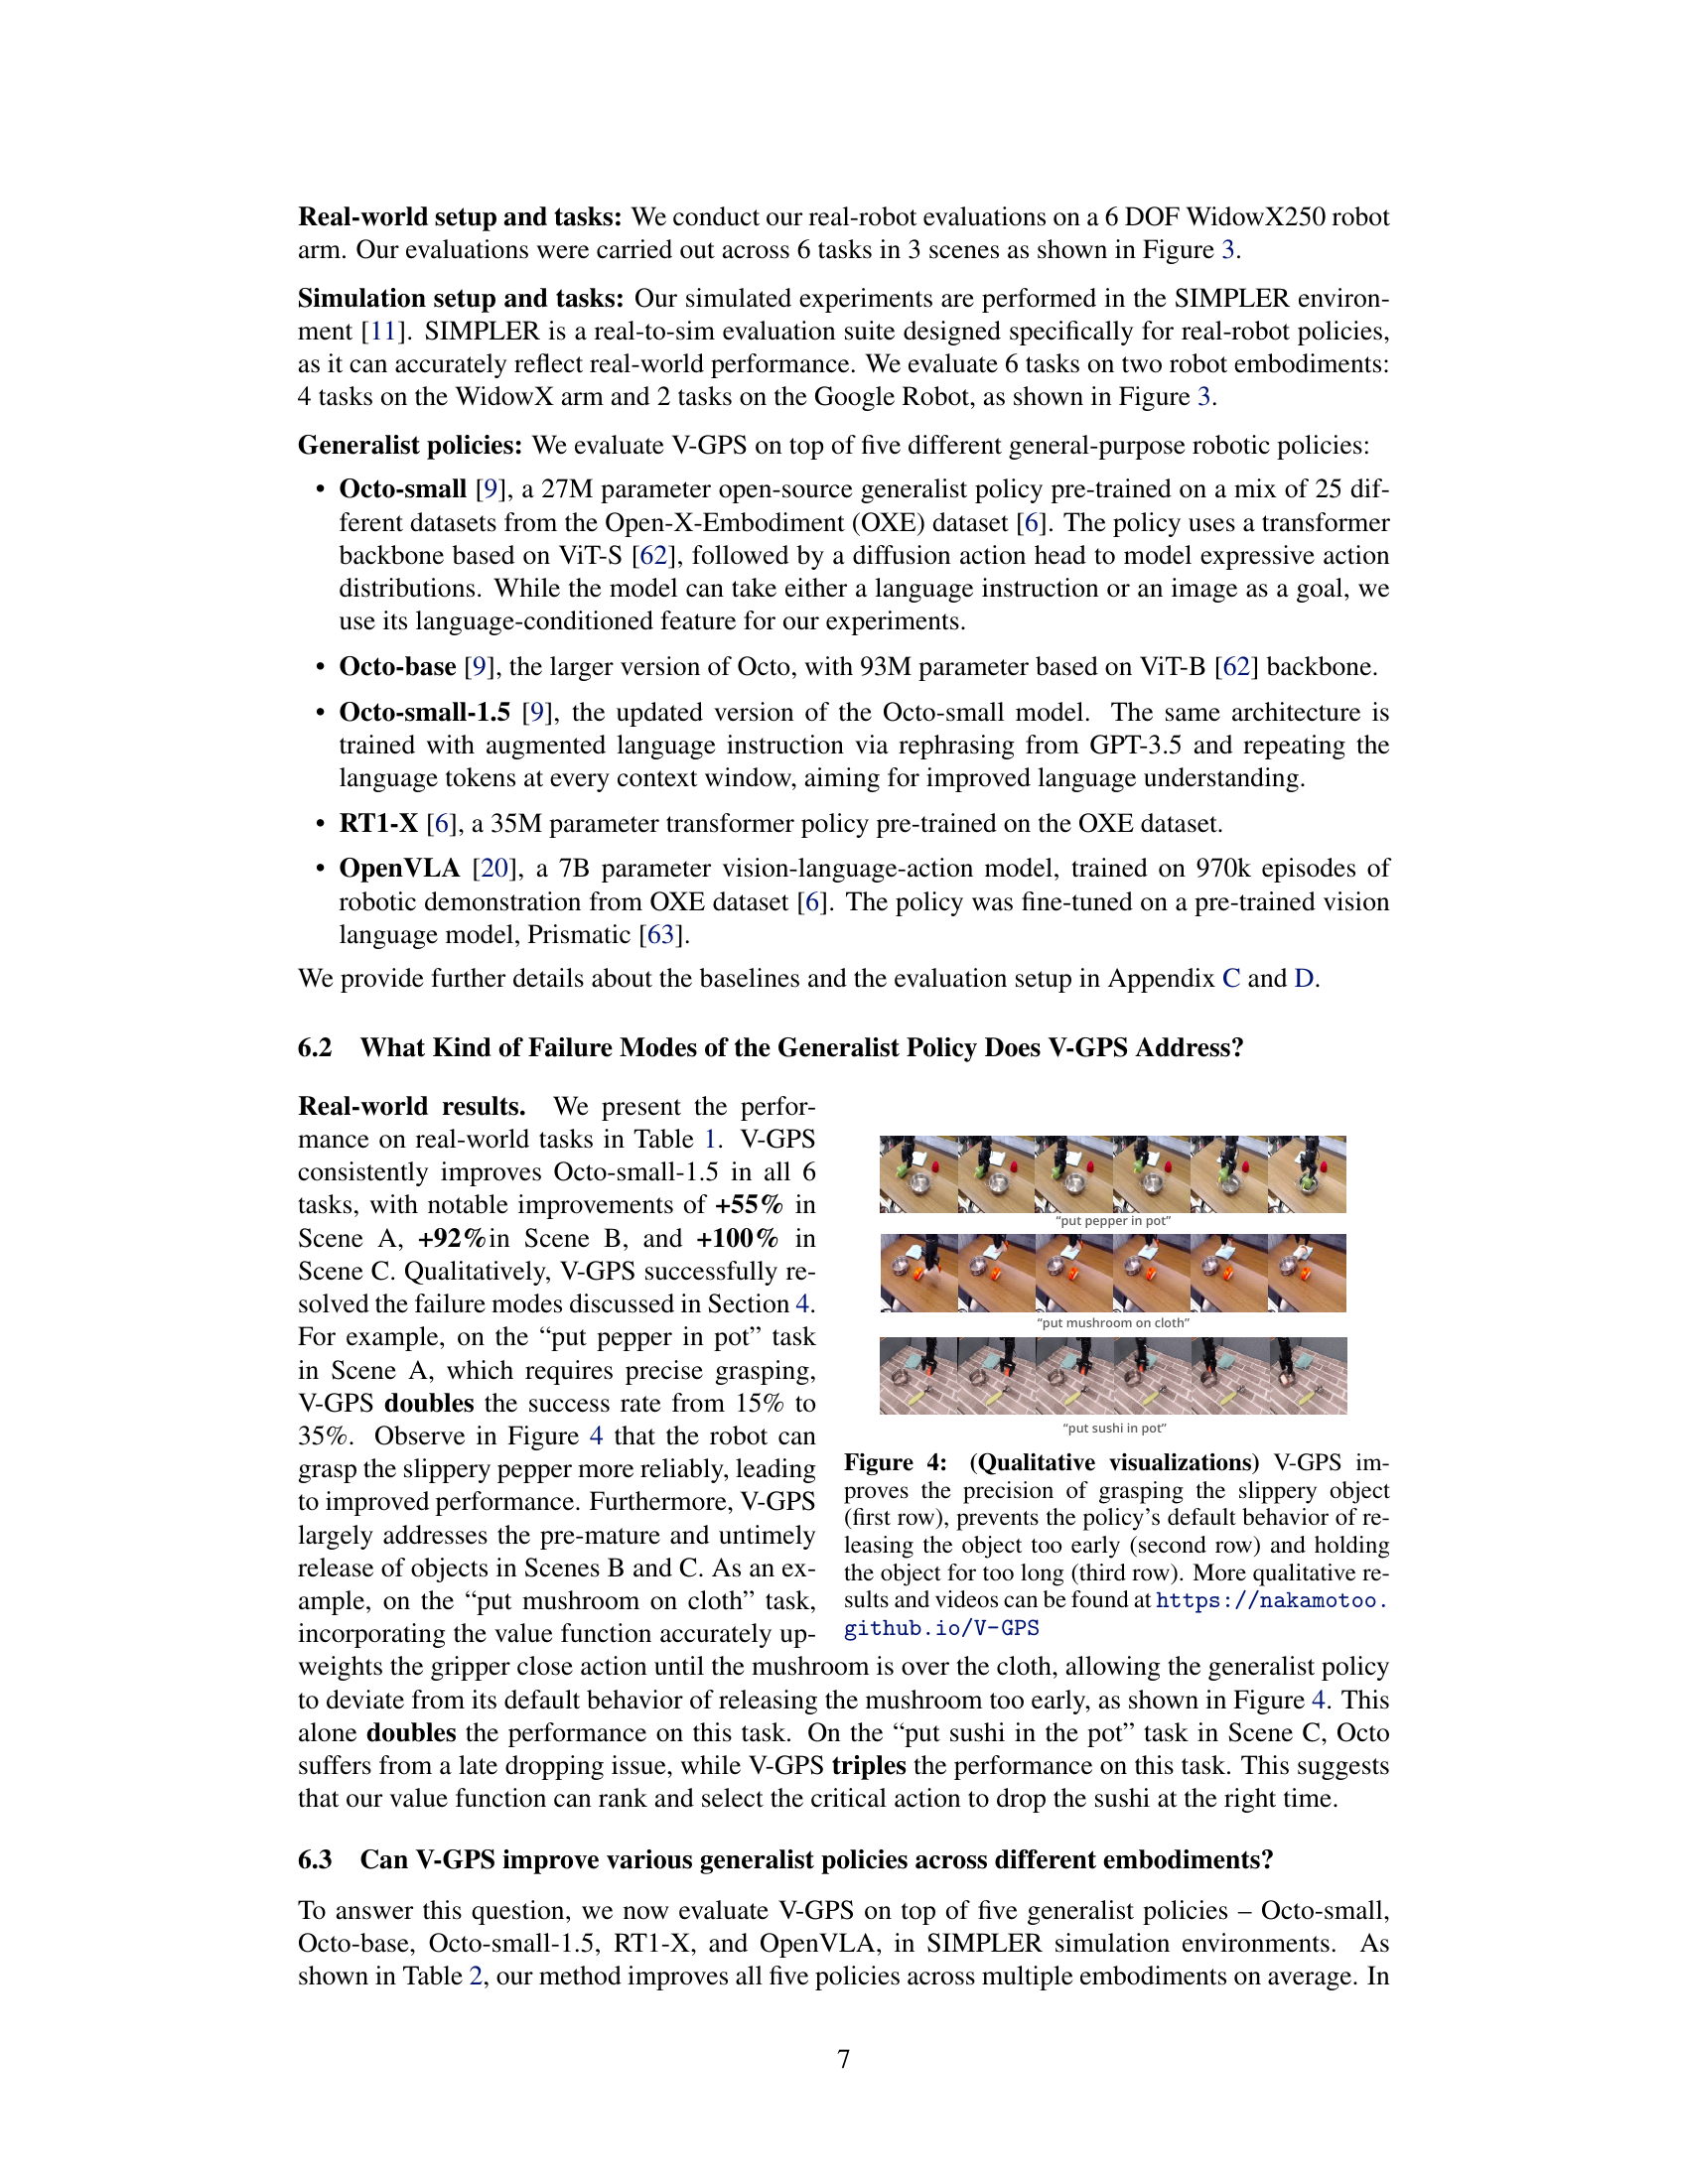 Real-world setup and tasks: We conduct our real-robot evaluations on a 6 DOF WidowX250 robot
arm. Our evaluations were carried out across 6 tasks in 3 scenes as shown in Figure 3.
Simulation setup and tasks: Our simulated experiments are performed in the SIMPLER environ-
ment [11]. SIMPLER is a real-to-sim evaluation suite designed specifically for real-robot policies,
as it can accurately reflect real-world performance. We evaluate 6 tasks on two robot embodiments:
4 tasks on the WidowX arm and 2 tasks on the Google Robot, as shown in Figure 3.
Generalist policies: We evaluate V-GPS on top of five different general-purpose robotic policies:
• Octo-small [9], a 27M parameter open-source generalist policy pre-trained on a mix of 25 dif-
ferent datasets from the Open-X-Embodiment (OXE) dataset [6]. The policy uses a transformer
backbone based on ViT-S [62], followed by a diffusion action head to model expressive action
distributions. While the model can take either a language instruction or an image as a goal, we
use its language-conditioned feature for our experiments.
• Octo-base [9], the larger version of Octo, with 93M parameter based on ViT-B [62] backbone.
• Octo-small-1.5 [9], the updated version of the Octo-small model. The same architecture is
trained with augmented language instruction via rephrasing from GPT-3.5 and repeating the
language tokens at every context window, aiming for improved language understanding.
• RT1-X [6], a 35M parameter transformer policy pre-trained on the OXE dataset.
• OpenVLA [20], a 7B parameter vision-language-action model, trained on 970k episodes of
robotic demonstration from OXE dataset [6]. The policy was fine-tuned on a pre-trained vision
language model, Prismatic [63].
We provide further details about the baselines and the evaluation setup in Appendix C and D.
6.2 What Kind of Failure Modes of the Generalist Policy Does V-GPS Address?
Real-world results. We present the perfor-
mance on real-world tasks in Table 1. V-GPS
consistently improves Octo-small-1.5 in all 6
tasks, with notable improvements of +55% in
Scene A, +92%in Scene B, and +100% in
Scene C. Qualitatively, V-GPS successfully re-
solved the failure modes discussed in Section 4.
For example, on the “put pepper in pot” task
in Scene A, which requires precise grasping,
V-GPS doubles the success rate from 15% to
35%. Observe in Figure 4 that the robot can
grasp the slippery pepper more reliably, leading
to improved performance. Furthermore, V-GPS
largely addresses the pre-mature and untimely
release of objects in Scenes B and C. As an ex-
ample, on the “put mushroom on cloth” task,
incorporating the value function accurately up-
weights the gripper close action until the mushroom is over the cloth, allowing the generalist policy
to deviate from its default behavior of releasing the mushroom too early, as shown in Figure 4. This
alone doubles the performance on this task. On the “put sushi in the pot” task in Scene C, Octo
suffers from a late dropping issue, while V-GPS triples the performance on this task. This suggests
that our value function can rank and select the critical action to drop the sushi at the right time.
“put pepper in pot”
“put mushroom on cloth”
“put sushi in pot”
Figure 4: (Qualitative visualizations) V-GPS im-
proves the precision of grasping the slippery object
(first row), prevents the policy’s default behavior of re-
leasing the object too early (second row) and holding
the object for too long (third row). More qualitative re-
sults and videos can be found at https://nakamotoo.
github.io/V-GPS
6.3 Can V-GPS improve various generalist policies across different embodiments?
To answer this question, we now evaluate V-GPS on top of five generalist policies – Octo-small,
Octo-base, Octo-small-1.5, RT1-X, and OpenVLA, in SIMPLER simulation environments. As
shown in Table 2, our method improves all five policies across multiple embodiments on average. In
7